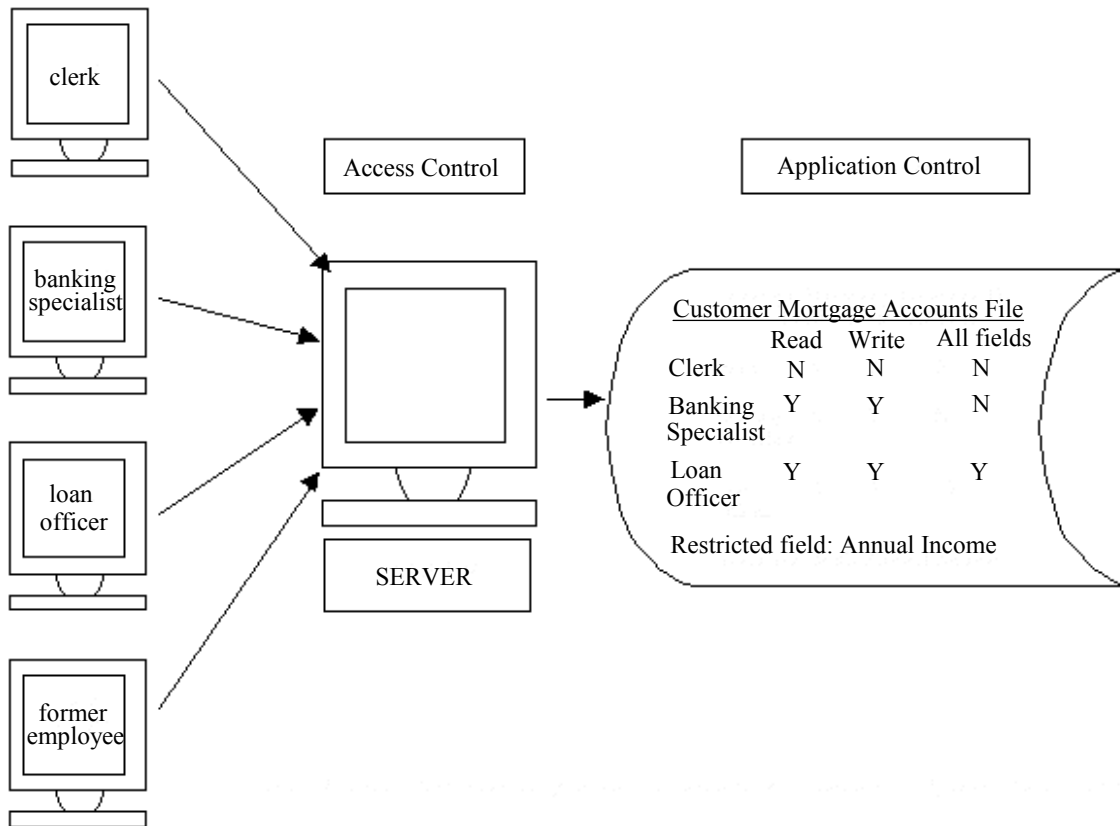 clerk
Access Control
Application Control
banking
specialist
loan
officer
former
employee
SERVER
Customer Mortgage Accounts File
Read Write All fields
Clerk N N N
Banking Y Y N
Specialist
Loan Y Y Y
Officer
Restricted field: Annual Income